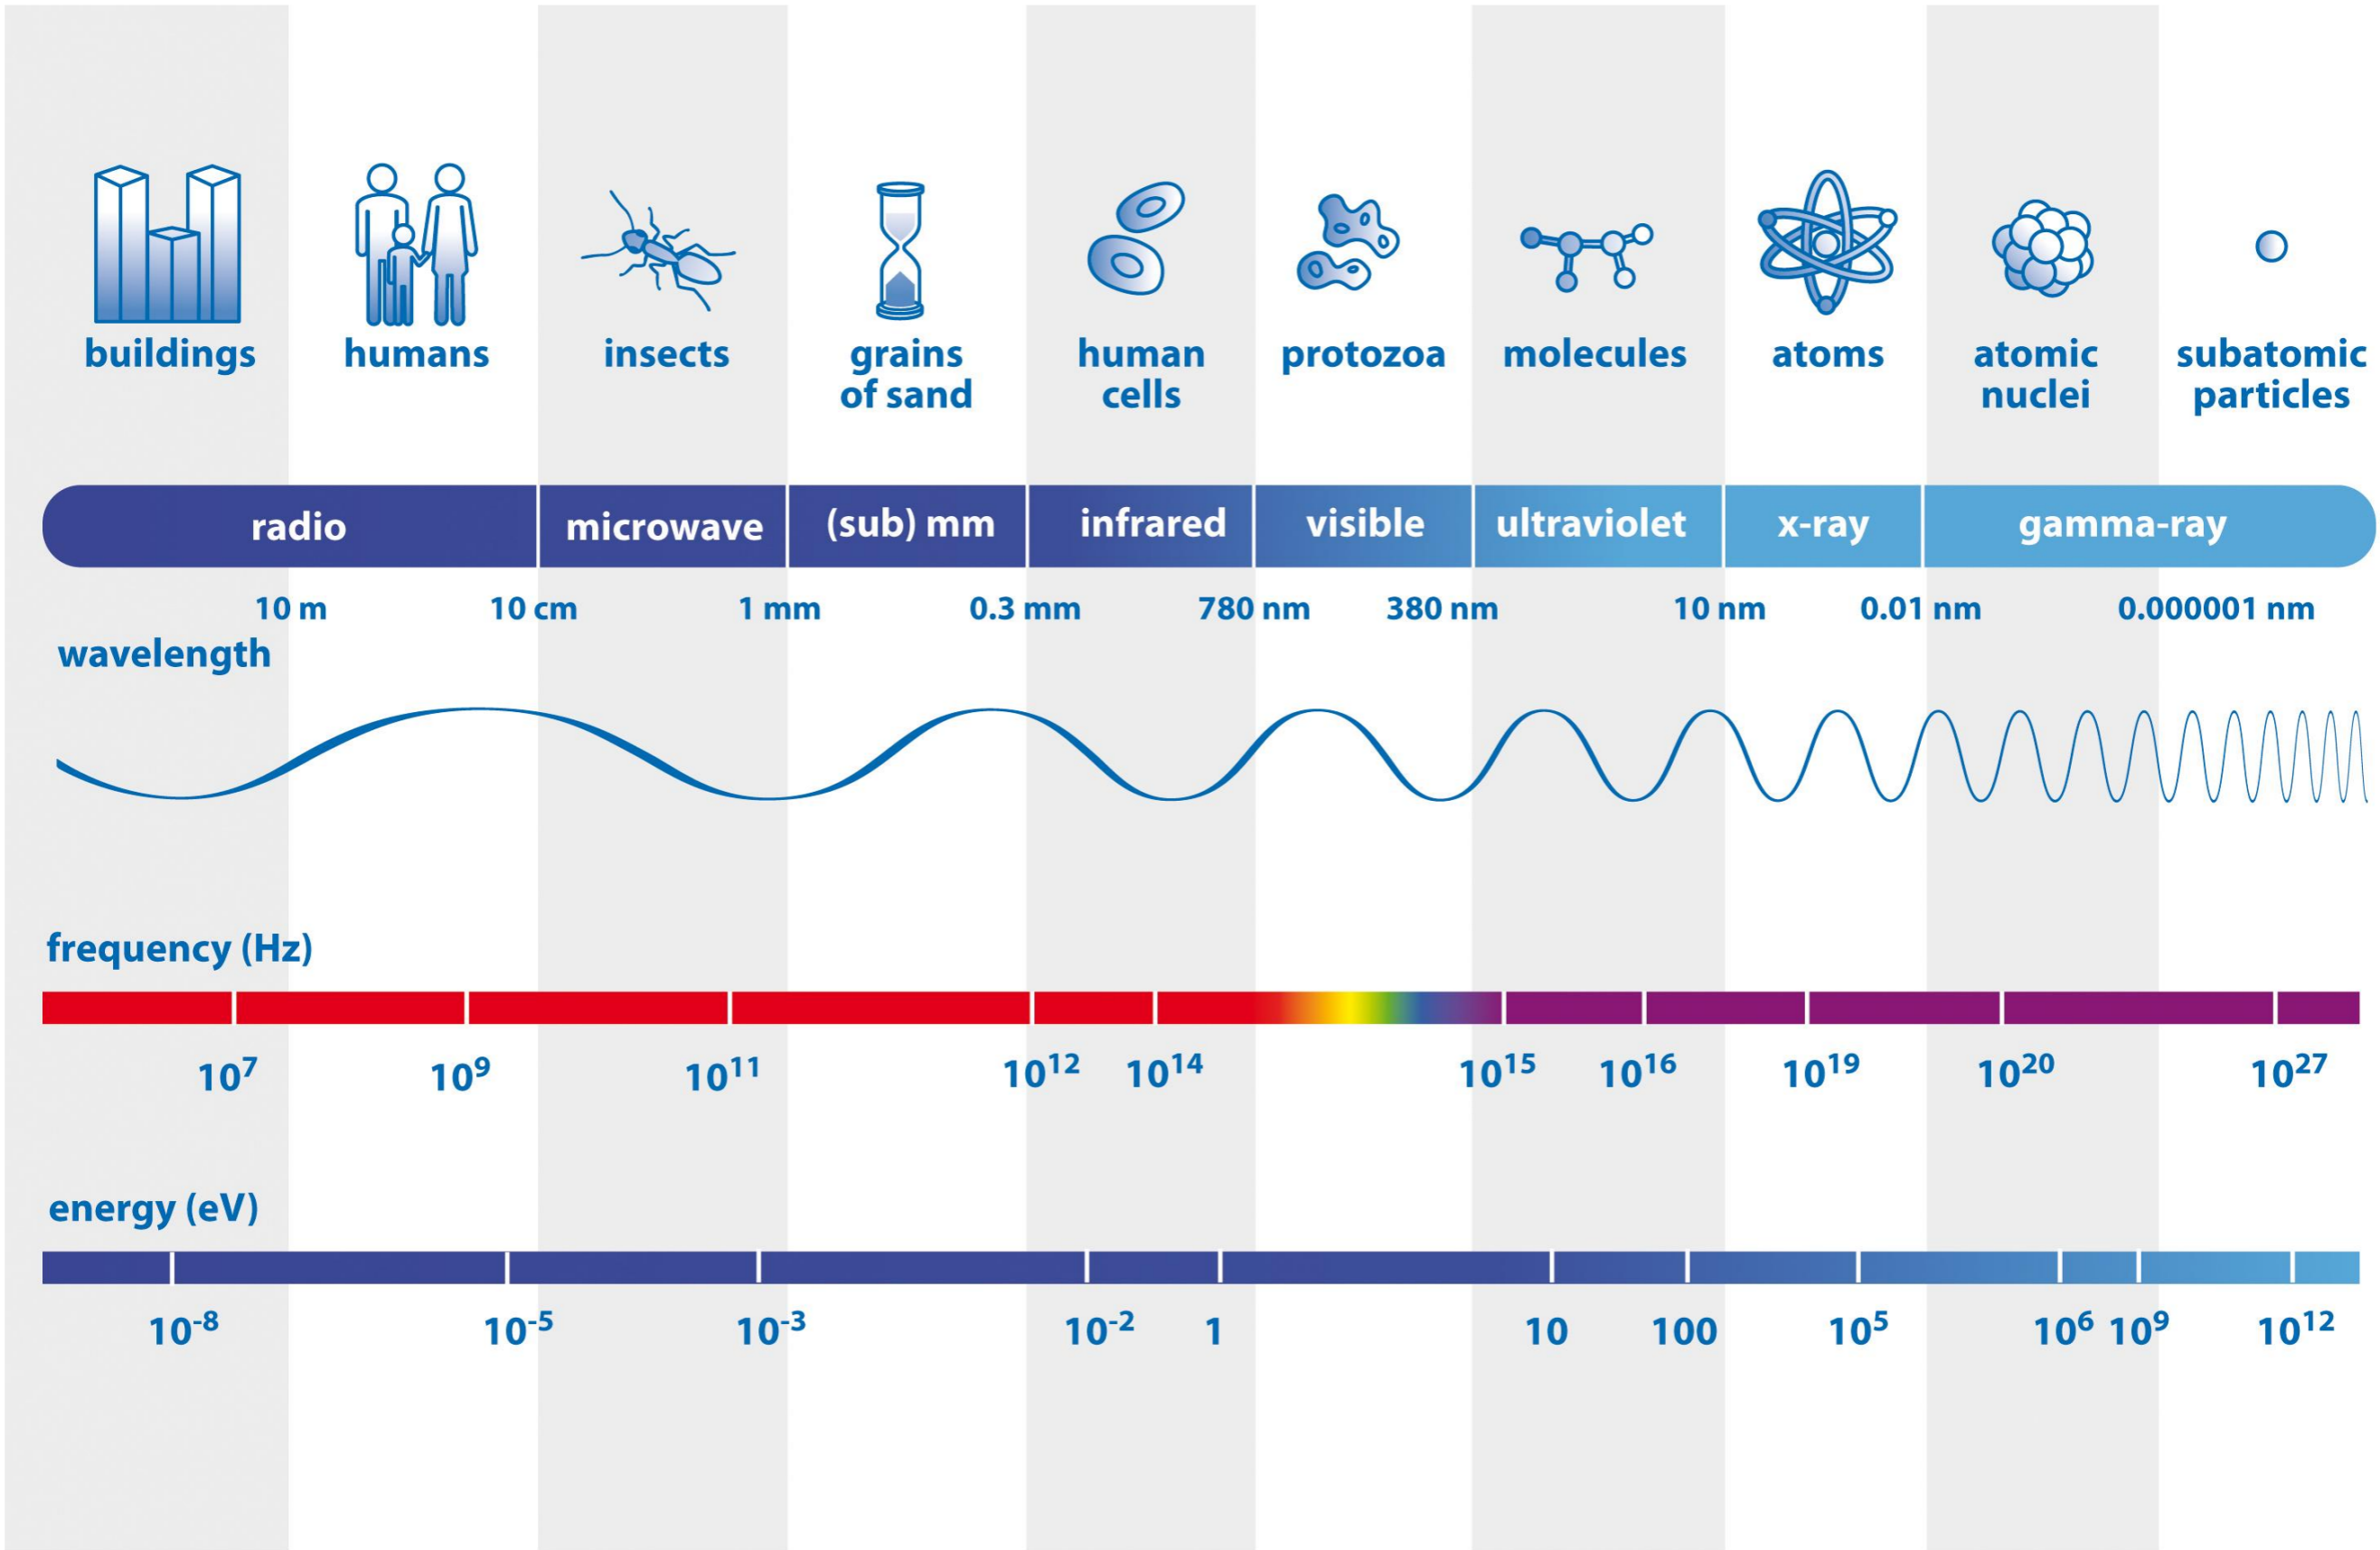 buildings humans insects grains human protozoa molecules atoms atomic subatomic
of sand cells nuclei particles
radio microwave (sub) mm infrared visible ultraviolet x-ray gamma-ray
10 m 10 cm 1 mm 0.3 mm 780 nm 380 nm 10 nm 0.01 nm 0.000001 nm
wavelength
frequency (Hz)
10⁷ 10⁹ 10¹¹ 10¹² 10¹⁴ 10¹⁵ 10¹⁶ 10¹⁹ 10²⁰ 10²⁷
energy (eV)
10⁻⁸ 10⁻⁵ 10⁻³ 10⁻² 1 10 100 10⁵ 10⁶ 10⁹ 10¹²